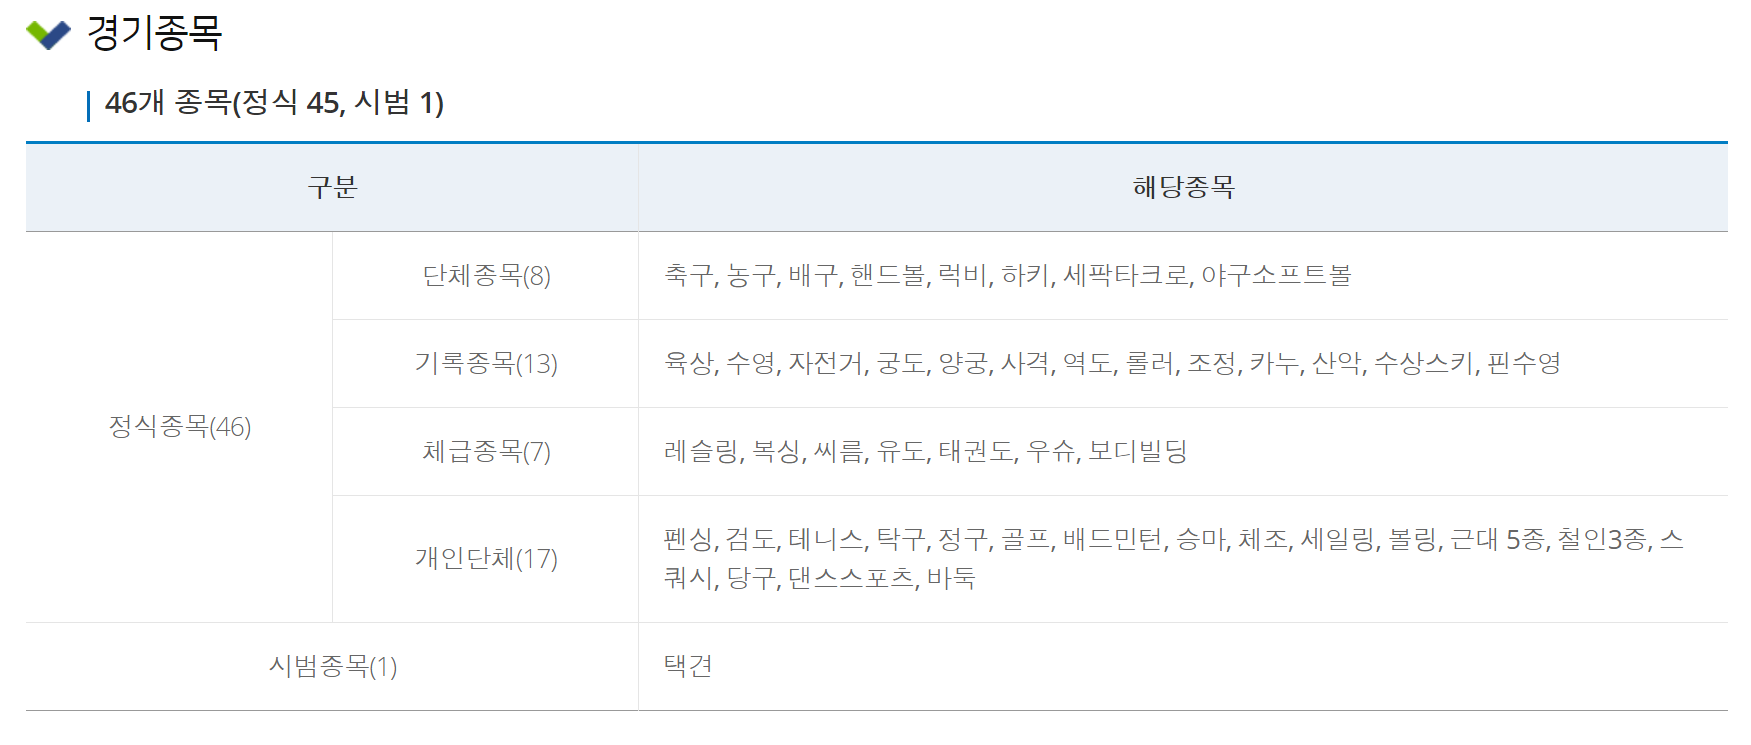 경기종목
46개 종목(정식 45, 시범 1)
구분
해당종목
정식종목(46)
단체종목(8)
축구, 농구, 배구, 핸드볼, 럭비, 하키, 세팍타크로, 야구소프트볼
기록종목(13)
육상, 수영, 자전거, 궁도, 양궁, 사격, 역도, 롤러, 조정, 카누, 산악, 수상스키, 핀수영
체급종목(7)
레슬링, 복싱, 씨름, 유도, 태권도, 우슈, 보디빌딩
개인단체(17)
펜싱, 검도, 테니스, 탁구, 정구, 골프, 배드민턴, 승마, 체조, 세일링, 볼링, 근대 5종, 철인3종, 스
쿼시, 당구, 댄스스포츠, 바둑
시범종목(1)
택견